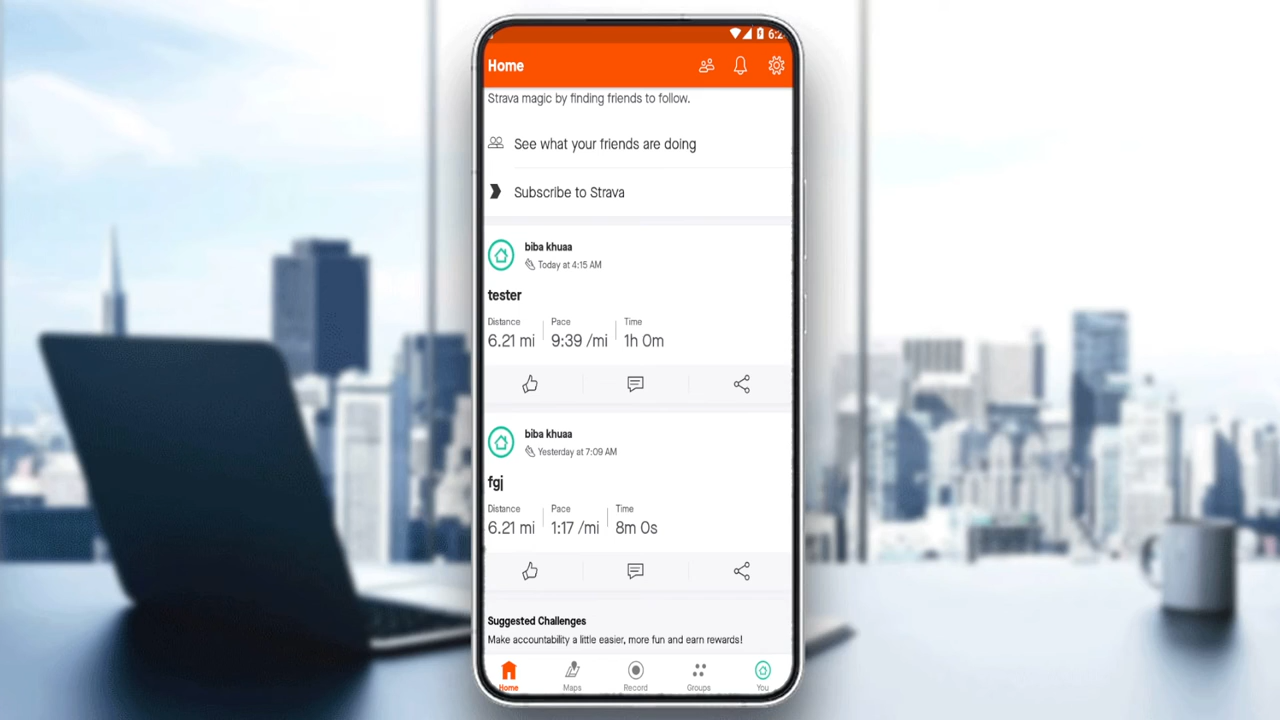 6:2
Home
Strava magic by finding friends to follow.
See what your friends are doing
Subscribe to Strava
biba khuaa
Today at 4:15 AM
tester
Distance Pace Time
6.21 mi 9:39 /mi 1h 0m
biba khuaa
Yesterday at 7:09 AM
fgj
Distance Pace Time
6.21 mi 1:17 /mi 8m 0s
Suggested Challenges
Make accountability a little easier, more fun and earn rewards!
Home Maps Record Groups You